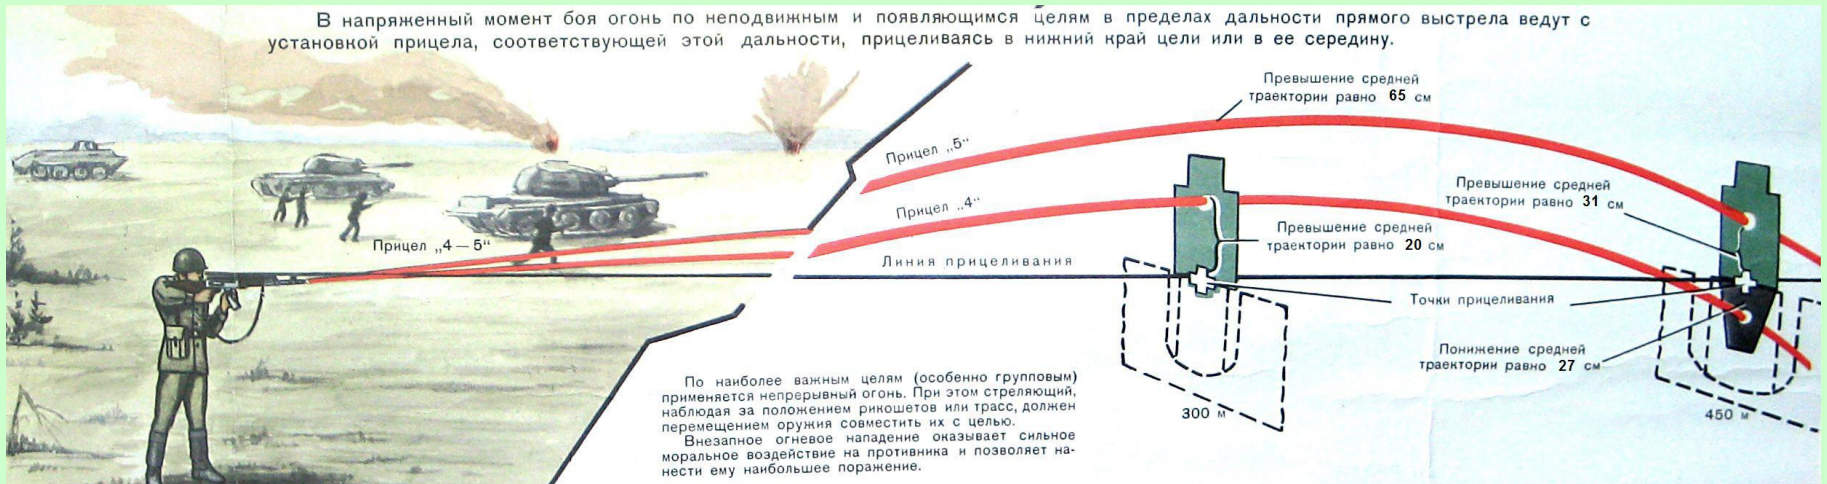 В напряженный момент боя огонь по неподвижным и появляющимся целям в пределах дальности прямого выстрела ведут с
установкой прицела, соответствующей этой дальности, прицеливаясь в нижний край цели или в ее середину.
Превышение средней
траектории равно 65 см
Прицел „5“
Прицел „4“
Превышение средней
траектории равно 31 см
Превышение средней
траектории равно 20 см
Прицел „4 — 5“
Линия прицеливания
Точки прицеливания
Понижение средней
траектории равно 27 см
По наиболее важным целям (особенно групповым)
применяется непрерывный огонь. При этом стреляющий,
наблюдая за положением рикошетов или трасс, должен
перемещением оружия совместить их с целью.
Внезапное огневое нападение оказывает сильное
моральное воздействие на противника и позволяет на-
нести ему наибольшее поражение.
300 м
450 м